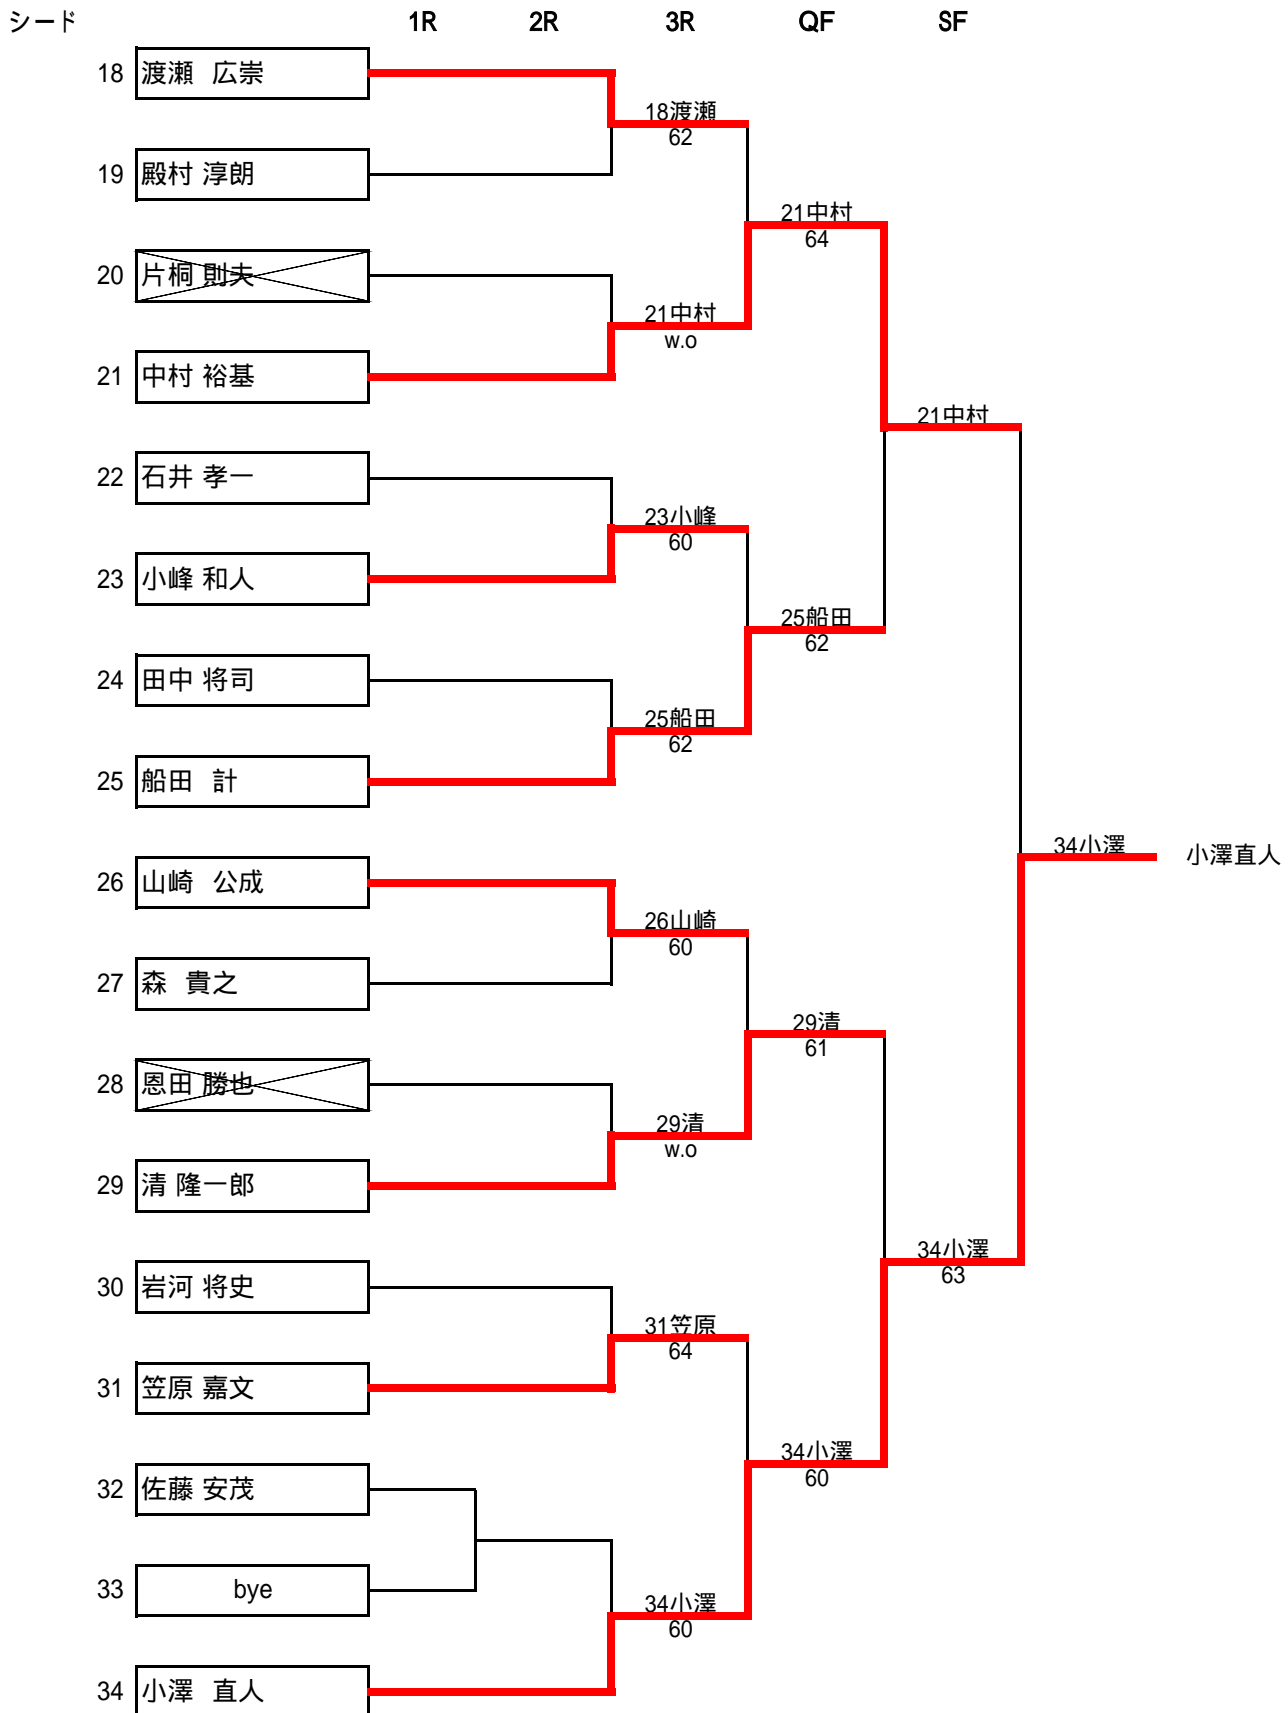 シード 1R 2R 3R QF SF
18 渡瀬 広崇
18渡瀬
62
19 殿村 淳朗
21中村
64
20 片桐 則夫
21中村
w.o
21 中村 裕基
21中村
22 石井 孝一
23小峰
60
23 小峰 和人
25船田
62
24 田中 将司
25船田
62
25 船田 計
34小澤 小澤直人
26 山崎 公成
26山崎
60
27 森 貴之
29清
61
28 恩田 勝也
29清
w.o
29 清 隆一郎
34小澤
63
30 岩河 将史
31笠原
64
31 笠原 嘉文
34小澤
60
32 佐藤 安茂
33 bye
34小澤
60
34 小澤 直人